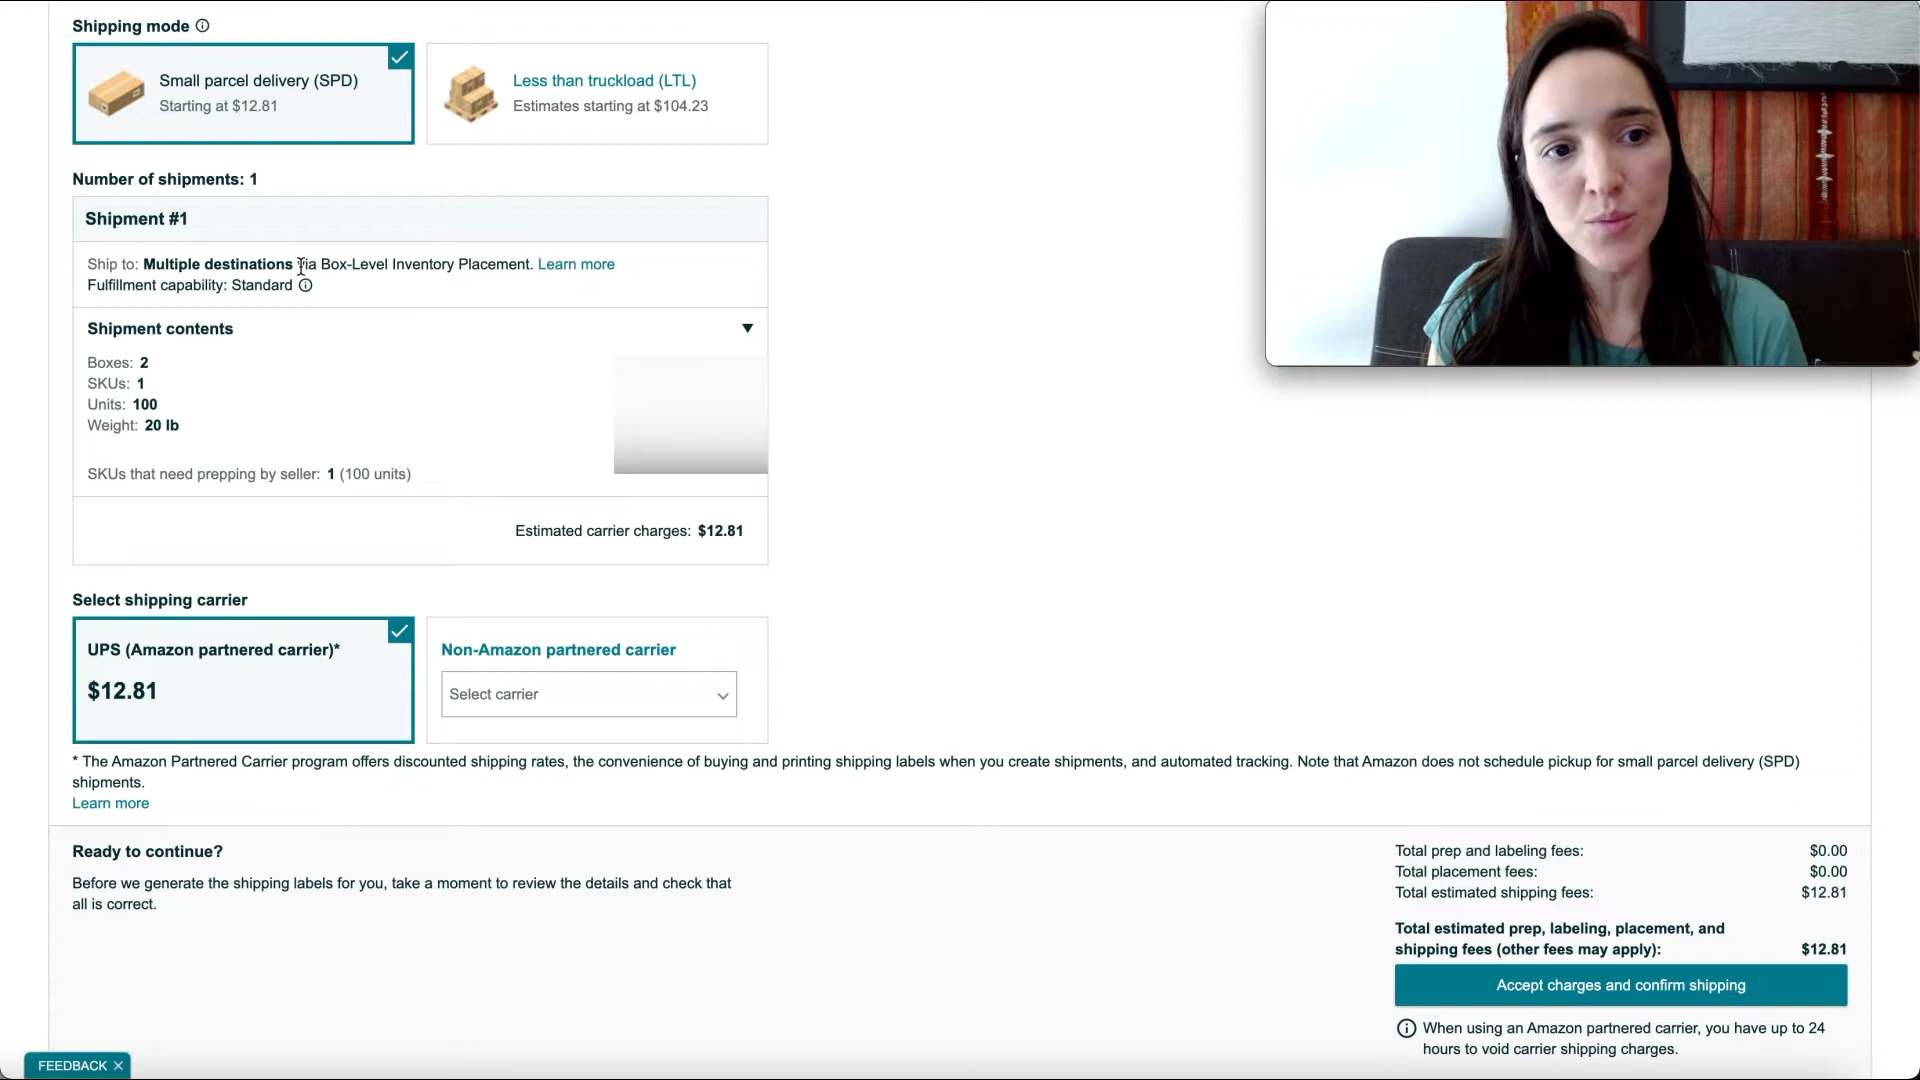 Shipping mode
Small parcel delivery (SPD)
Starting at $12.81
Less than truckload (LTL)
Estimates starting at $104.23
Number of shipments: 1
Shipment #1
Ship to: Multiple destinations via Box-Level Inventory Placement. Learn more
Fulfillment capability: Standard
Shipment contents
Boxes: 2
SKUs: 1
Units: 100
Weight: 20 lb
SKUs that need prepping by seller: 1 (100 units)
Estimated carrier charges: $12.81
Select shipping carrier
UPS (Amazon partnered carrier)*
$12.81
Non-Amazon partnered carrier
Select carrier
* The Amazon Partnered Carrier program offers discounted shipping rates, the convenience of buying and printing shipping labels when you create shipments, and automated tracking. Note that Amazon does not schedule pickup for small parcel delivery (SPD)
shipments.
Learn more
Ready to continue?
Before we generate the shipping labels for you, take a moment to review the details and check that
all is correct.
Total prep and labeling fees: $0.00
Total placement fees: $0.00
Total estimated shipping fees: $12.81
Total estimated prep, labeling, placement, and
shipping fees (other fees may apply): $12.81
Accept charges and confirm shipping
When using an Amazon partnered carrier, you have up to 24
hours to void carrier shipping charges.
FEEDBACK